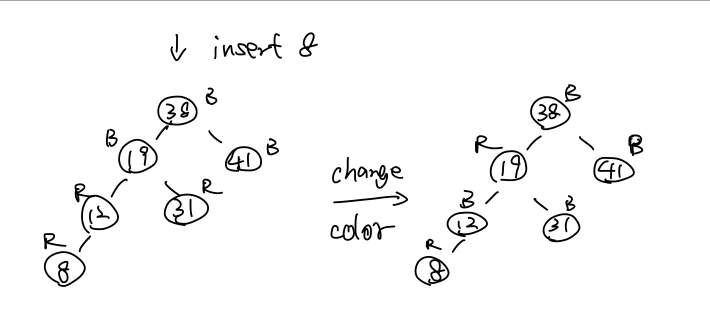 ↓ insert 8
38 B
B 19
41 B
R 12
31 R
R 8
change
color
38 B
R 19
41 B
B 12
31 B
R 8